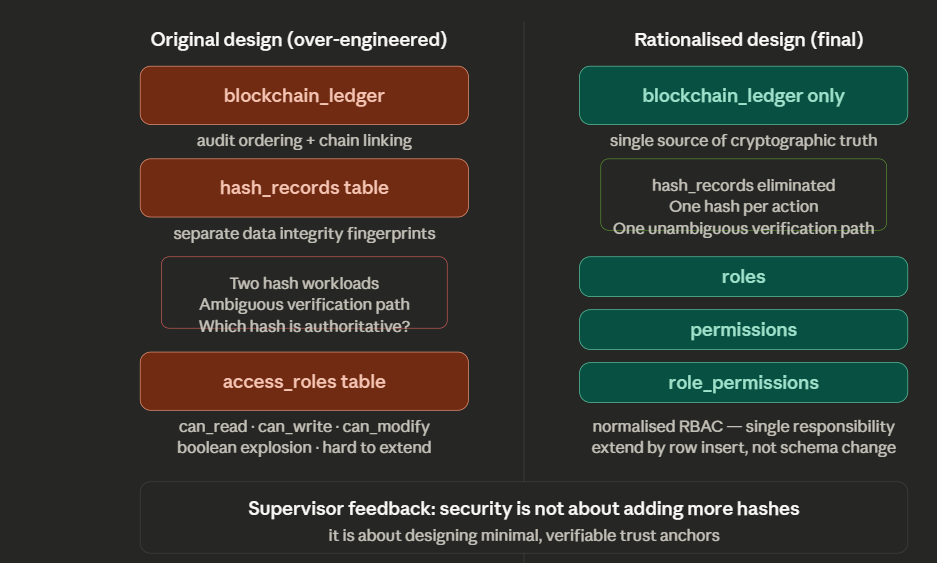 Original design (over-engineered)
blockchain_ledger
audit ordering + chain linking
hash_records table
separate data integrity fingerprints
Two hash workloads
Ambiguous verification path
Which hash is authoritative?
access_roles table
can_read · can_write · can_modify
boolean explosion · hard to extend
Rationalised design (final)
blockchain_ledger only
single source of cryptographic truth
hash_records eliminated
One hash per action
One unambiguous verification path
roles
permissions
role_permissions
normalised RBAC — single responsibility
extend by row insert, not schema change
Supervisor feedback: security is not about adding more hashes
it is about designing minimal, verifiable trust anchors